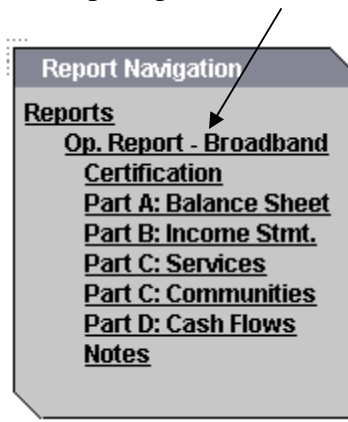 Report Navigation
Reports
Op. Report - Broadband
Certification
Part A: Balance Sheet
Part B: Income Stmt.
Part C: Services
Part C: Communities
Part D: Cash Flows
Notes